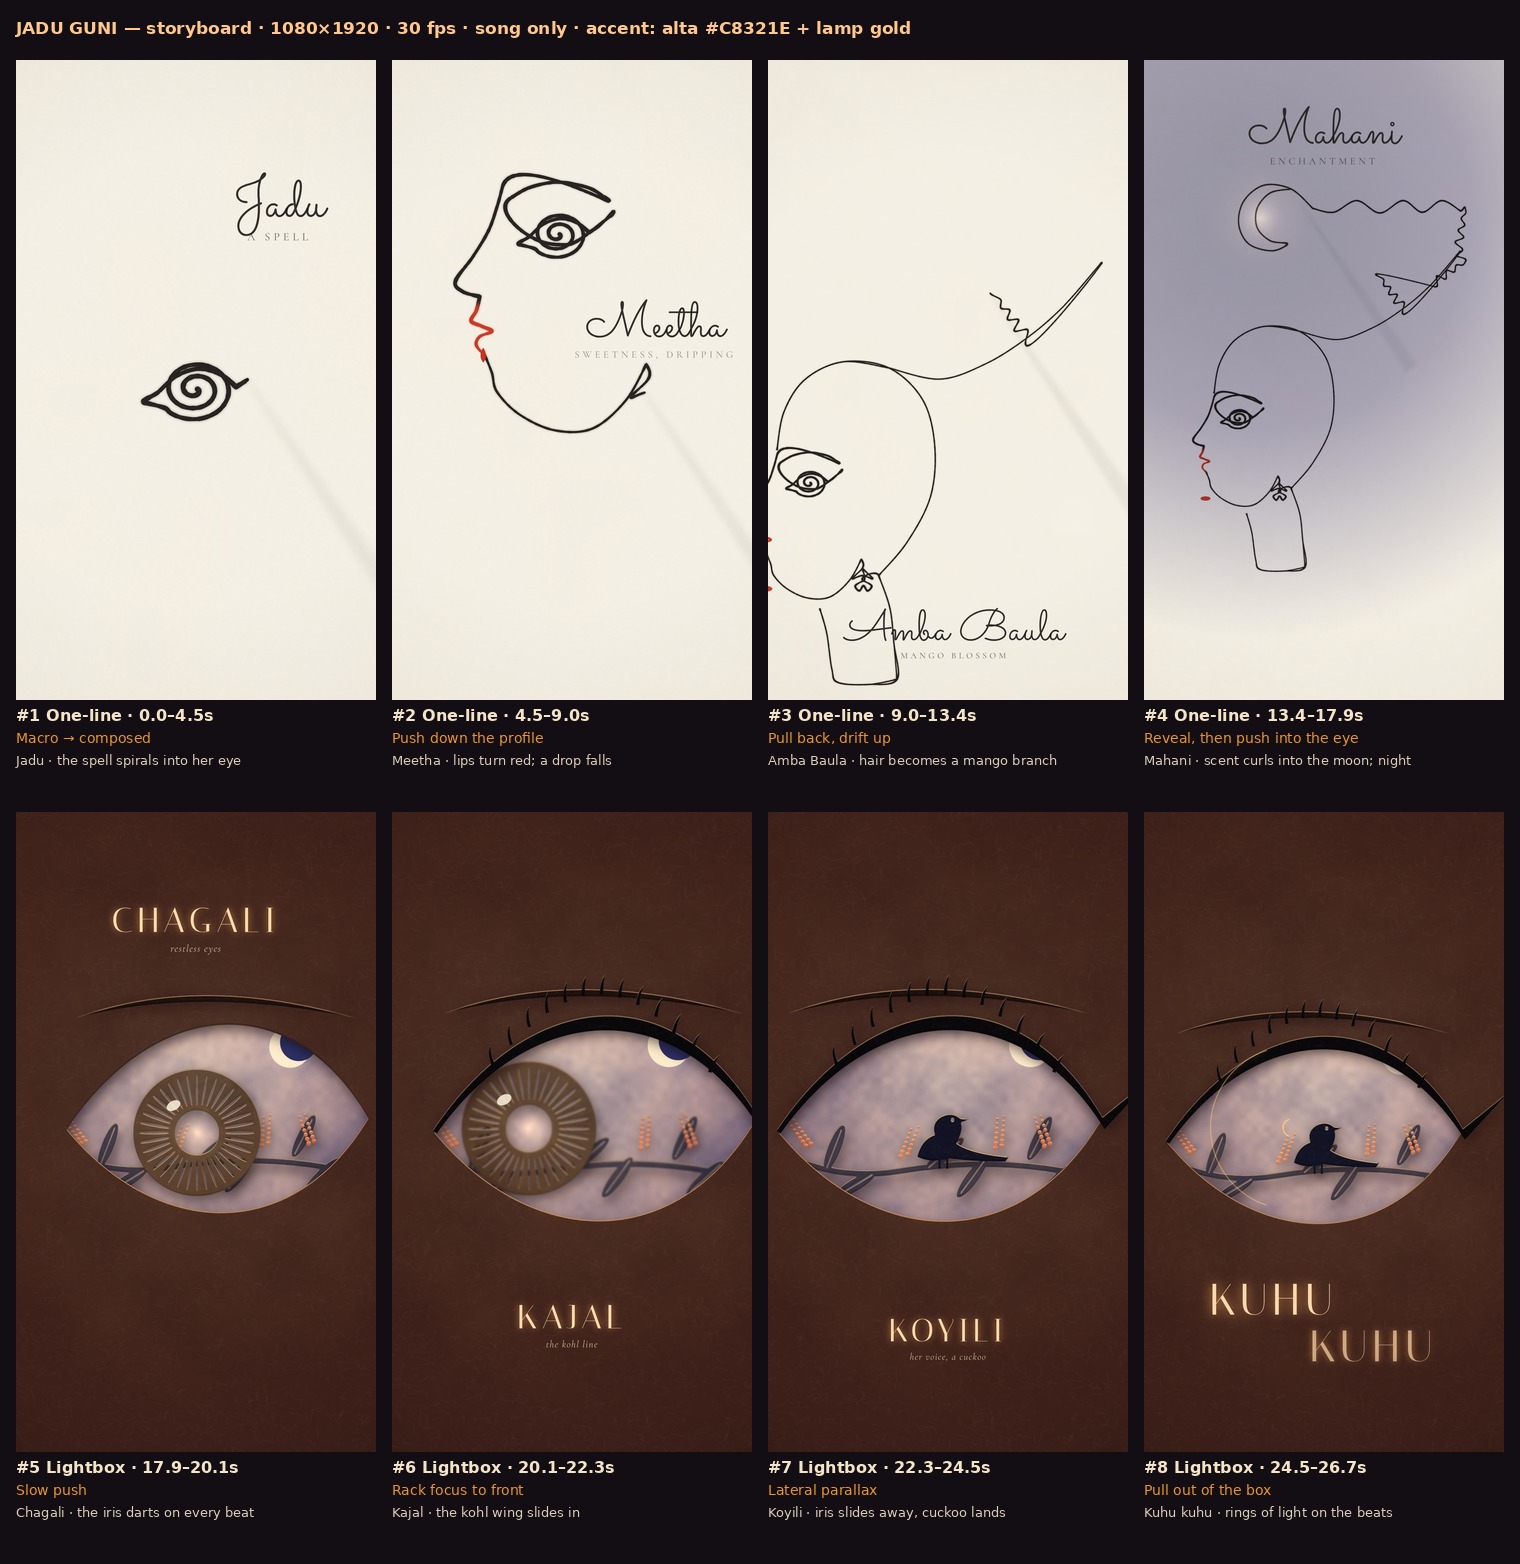 JADU GUNI — storyboard · 1080×1920 · 30 fps · song only · accent: alta #C8321E + lamp gold
Jadu
A SPELL
#1 One-line · 0.0–4.5s
Macro → composed
Jadu · the spell spirals into her eye
Meetha
SWEETNESS, DRIPPING
#2 One-line · 4.5–9.0s
Push down the profile
Meetha · lips turn red; a drop falls
Amba Baula
MANGO BLOSSOM
#3 One-line · 9.0–13.4s
Pull back, drift up
Amba Baula · hair becomes a mango branch
Mahani
ENCHANTMENT
#4 One-line · 13.4–17.9s
Reveal, then push into the eye
Mahani · scent curls into the moon; night
CHAGALI
restless eyes
#5 Lightbox · 17.9–20.1s
Slow push
Chagali · the iris darts on every beat
KAJAL
the kohl line
#6 Lightbox · 20.1–22.3s
Rack focus to front
Kajal · the kohl wing slides in
KOYILI
her voice, a cuckoo
#7 Lightbox · 22.3–24.5s
Lateral parallax
Koyili · iris slides away, cuckoo lands
KUHU
KUHU
#8 Lightbox · 24.5–26.7s
Pull out of the box
Kuhu kuhu · rings of light on the beats